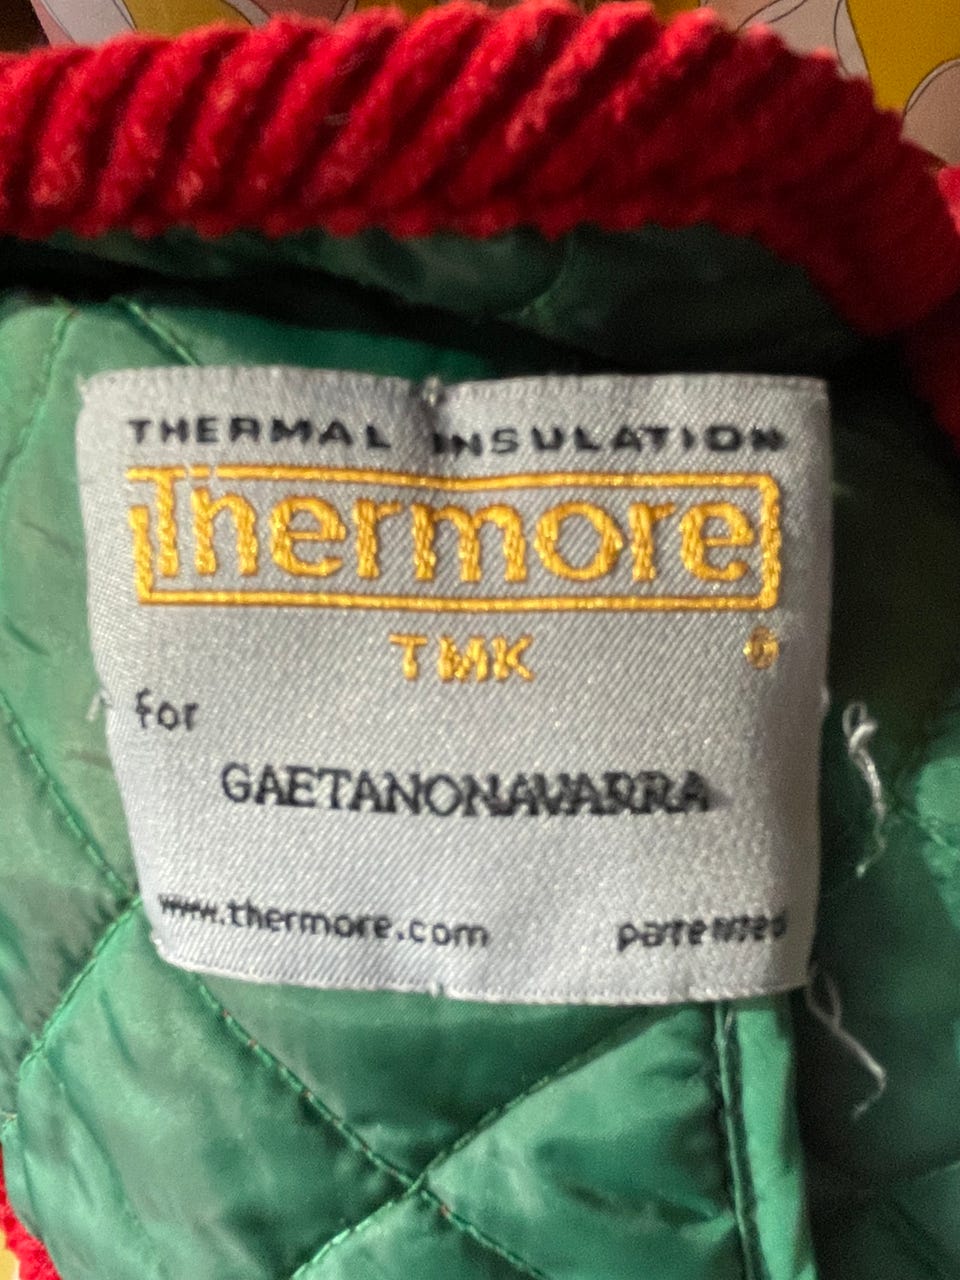 THERMAL INSULATION
Thermore
TMK ®
for
GAETANONAVARRA
www.thermore.com patented